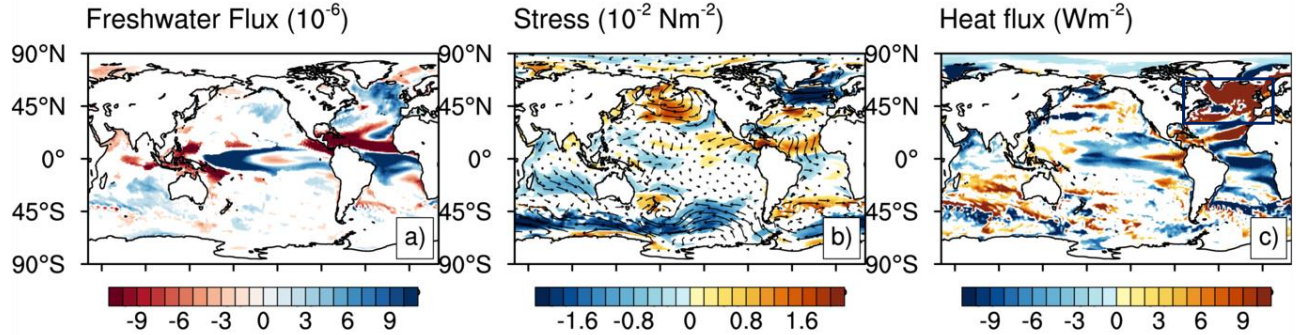 Freshwater Flux (10⁻⁶) Stress (10⁻² Nm⁻²) Heat flux (Wm⁻²)
90°N 90°N 90°N
45°N 45°N 45°N
0° 0° 0°
45°S 45°S 45°S
a) b) c)
90°S 90°S 90°S
-9 -6 -3 0 3 6 9 -1.6 -0.8 0 0.8 1.6 -9 -6 -3 0 3 6 9